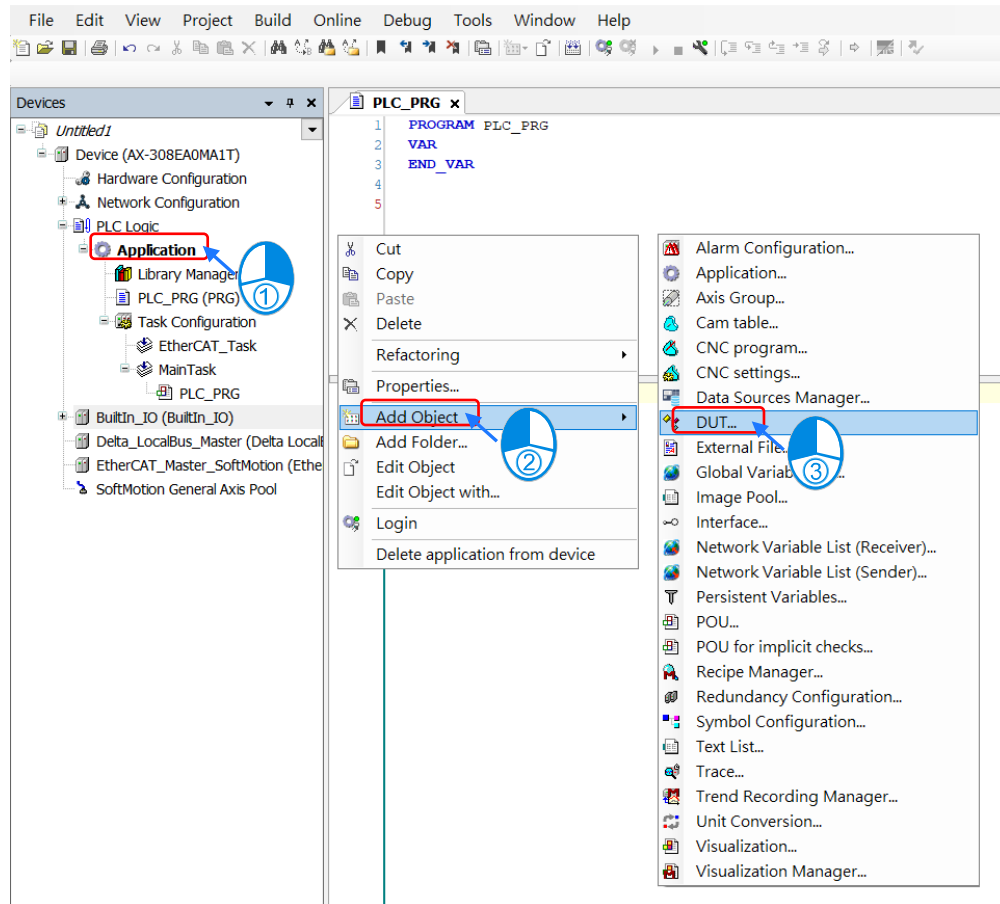 File Edit View Project Build Online Debug Tools Window Help
Devices
PLC_PRG
Untitled1
Device (AX-308EA0MA1T)
Hardware Configuration
Network Configuration
PLC Logic
Application
Library Manager
PLC_PRG (PRG)
Task Configuration
EtherCAT_Task
MainTask
PLC_PRG
BuiltIn_IO (BuiltIn_IO)
Delta_LocalBus_Master (Delta Local
EtherCAT_Master_SoftMotion (Ethe
SoftMotion General Axis Pool
1
1 PROGRAM PLC_PRG
2 VAR
3 END_VAR
4
5
Cut
Copy
Paste
Delete
Refactoring
Properties...
Add Object
Add Folder...
Edit Object
Edit Object with...
Login
Delete application from device
2
Alarm Configuration...
Application...
Axis Group...
Cam table...
CNC program...
CNC settings...
Data Sources Manager...
DUT...
External File...
Global Variab
Image Pool...
Interface...
Network Variable List (Receiver)...
Network Variable List (Sender)...
Persistent Variables...
POU...
POU for implicit checks...
Recipe Manager...
Redundancy Configuration...
Symbol Configuration...
Text List...
Trace...
Trend Recording Manager...
Unit Conversion...
Visualization...
Visualization Manager...
3